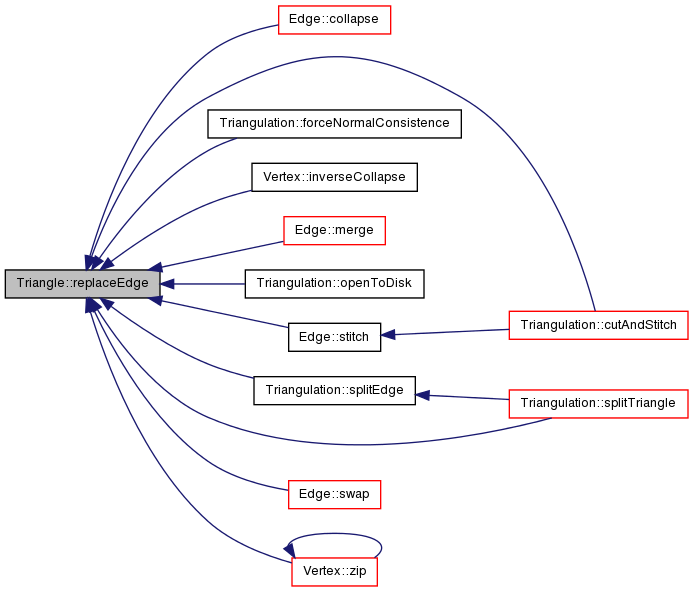 Edge::collapse
Triangulation::forceNormalConsistence
Vertex::inverseCollapse
Edge::merge
Triangle::replaceEdge
Triangulation::openToDisk
Edge::stitch
Triangulation::cutAndStitch
Triangulation::splitEdge
Triangulation::splitTriangle
Edge::swap
Vertex::zip